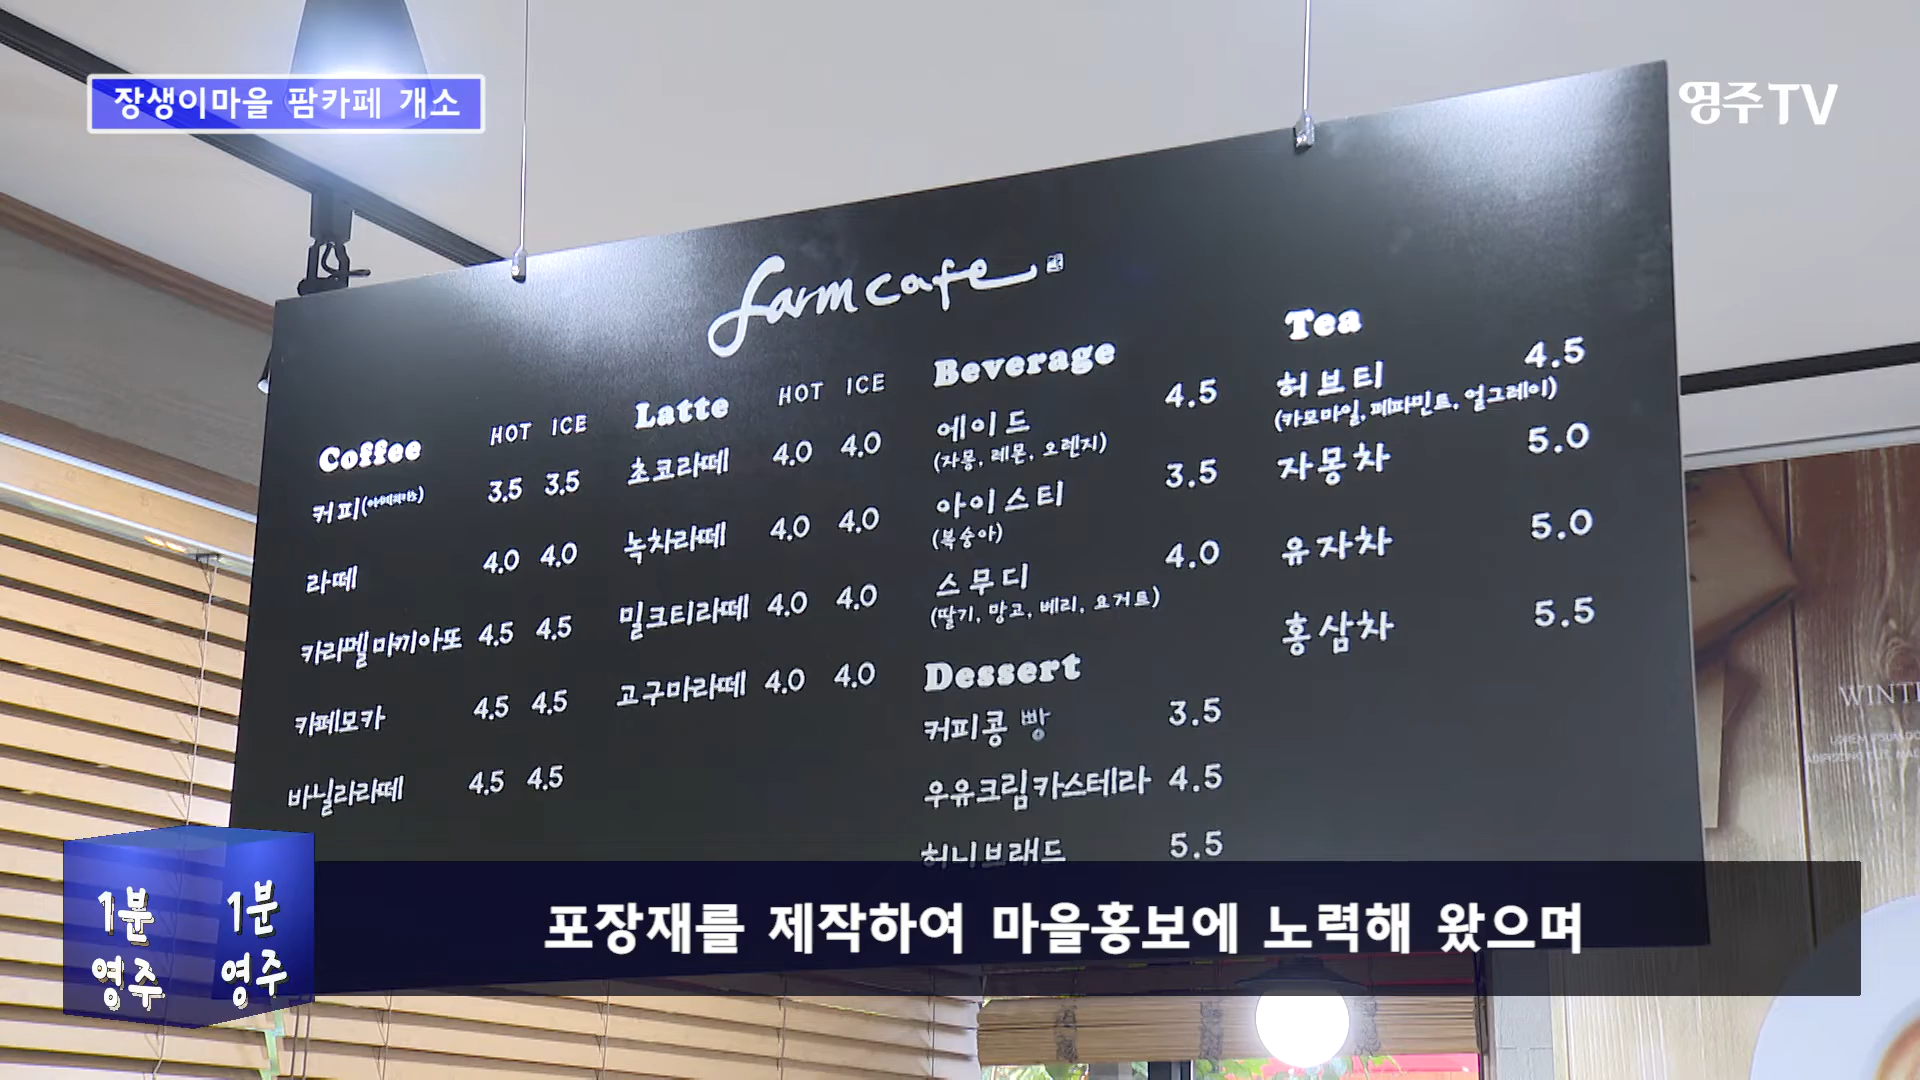 장생이마을 팜카페 개소
영주TV
farm cafe
Coffee HOT ICE
커피(아메리카노) 3.5 3.5
라떼 4.0 4.0
카라멜마끼아또 4.5 4.5
카페모카 4.5 4.5
바닐라라떼 4.5 4.5
Latte HOT ICE
초코라떼 4.0 4.0
녹차라떼 4.0 4.0
밀크티라떼 4.0 4.0
고구마라떼 4.0 4.0
Beverage
에이드 4.5
(자몽, 레몬, 오렌지)
아이스티 3.5
(복숭아)
스무디 4.0
(딸기, 망고, 베리, 요거트)
Dessert
커피콩 빵 3.5
우유크림카스테라 4.5
허니브래드 5.5
Tea
허브티 4.5
(카모마일, 페파민트, 얼그레이)
자몽차 5.0
유자차 5.0
홍삼차 5.5
1분
영주
1분
영주
포장재를 제작하여 마을홍보에 노력해 왔으며